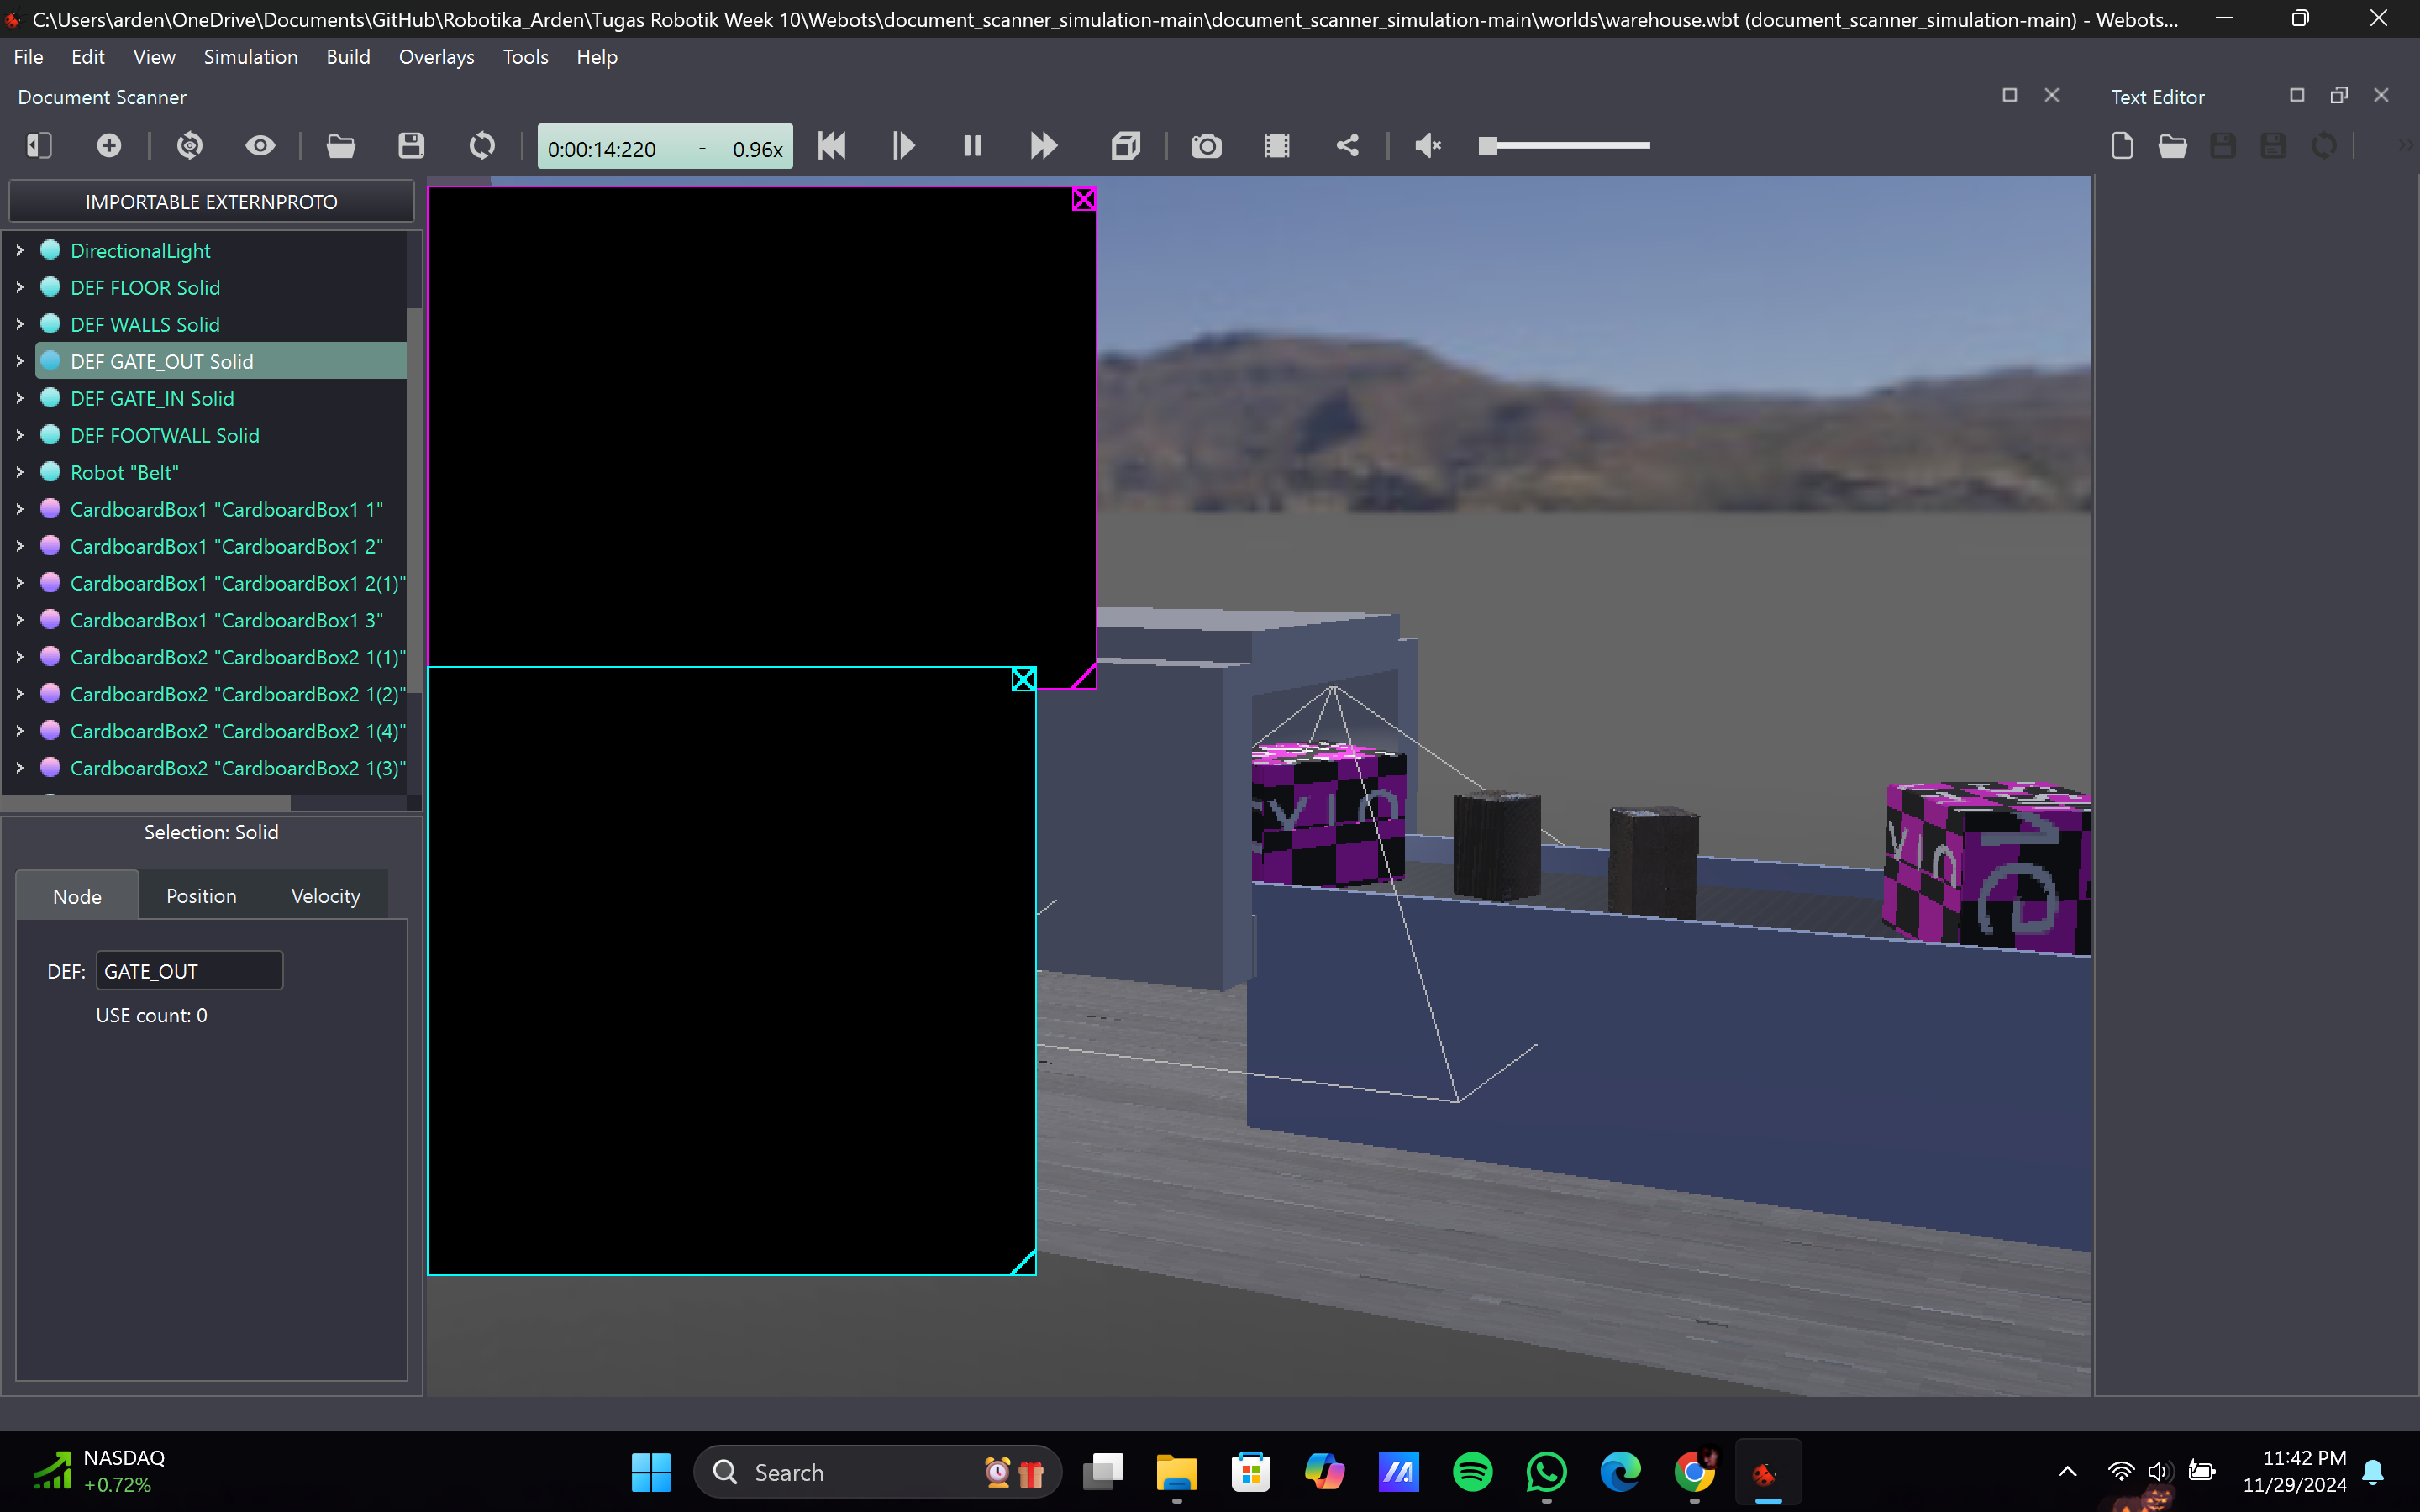 C:\Users\arden\OneDrive\Documents\GitHub\Robotika_Arden\Tugas Robotik Week 10\Webots\document_scanner_simulation-main\document_scanner_simulation-main\worlds\warehouse.wbt (document_scanner_simulation-main) - Webots...
File Edit View Simulation Build Overlays Tools Help
Document Scanner
Text Editor
0:00:14:220 - 0.96x
IMPORTABLE EXTERNPROTO
DirectionalLight
DEF FLOOR Solid
DEF WALLS Solid
DEF GATE_OUT Solid
DEF GATE_IN Solid
DEF FOOTWALL Solid
Robot "Belt"
CardboardBox1 "CardboardBox1 1"
CardboardBox1 "CardboardBox1 2"
CardboardBox1 "CardboardBox1 2(1)"
CardboardBox1 "CardboardBox1 3"
CardboardBox2 "CardboardBox2 1(1)"
CardboardBox2 "CardboardBox2 1(2)"
CardboardBox2 "CardboardBox2 1(4)"
CardboardBox2 "CardboardBox2 1(3)"
Selection: Solid
Node Position Velocity
DEF: GATE_OUT
USE count: 0
NASDAQ
+0.72%
Search
11:42 PM
11/29/2024